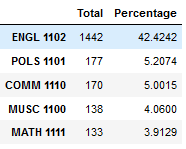 Total Percentage
ENGL 1102 1442 42.4242
POLS 1101 177 5.2074
COMM 1110 170 5.0015
MUSC 1100 138 4.0600
MATH 1111 133 3.9129